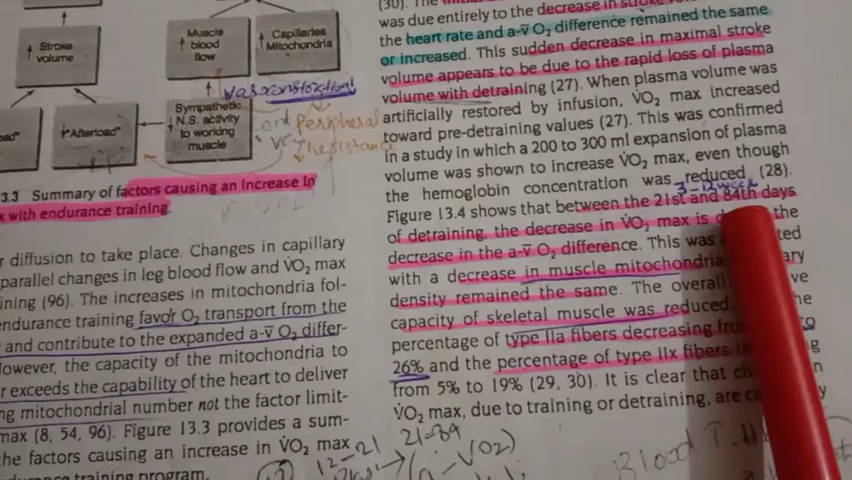 Muscle
blood
flow
Capillaries
Mitochondria
Stroke
volume
vasoconstriction
Sympathetic
N.S. activity
to working
muscle
Peripheral
resistance
Afterload"
3.3 Summary of factors causing an increase in
with endurance training.
r diffusion to take place. Changes in capillary
parallel changes in leg blood flow and V̇O₂ max
ining (96). The increases in mitochondria fol-
endurance training favor O₂ transport from the
and contribute to the expanded a-v̄ O₂ differ-
However, the capacity of the mitochondria to
r exceeds the capability of the heart to deliver
ng mitochondrial number not the factor limit-
max (8, 54, 96). Figure 13.3 provides a sum-
the factors causing an increase in V̇O₂ max
endurance training program.
(30). The
was due entirely to the decrease in stroke
the heart rate and a-v̄ O₂ difference remained the same
or increased. This sudden decrease in maximal stroke
volume appears to be due to the rapid loss of plasma
volume with detraining (27). When plasma volume was
artificially restored by infusion, V̇O₂ max increased
toward pre-detraining values (27). This was confirmed
in a study in which a 200 to 300 ml expansion of plasma
volume was shown to increase V̇O₂ max, even though
the hemoglobin concentration was reduced (28).
3-12 week
Figure 13.4 shows that between the 21st and 84th days
of detraining, the decrease in V̇O₂ max is the
decrease in the a-v̄ O₂ difference. This was
with a decrease in muscle mitochondria
density remained the same. The overall
capacity of skeletal muscle was reduced,
percentage of type IIa fibers decreasing to
26% and the percentage of type IIx fibers
from 5% to 19% (29, 30). It is clear that
V̇O₂ max, due to training or detraining, are
12-21 21-84
Blood